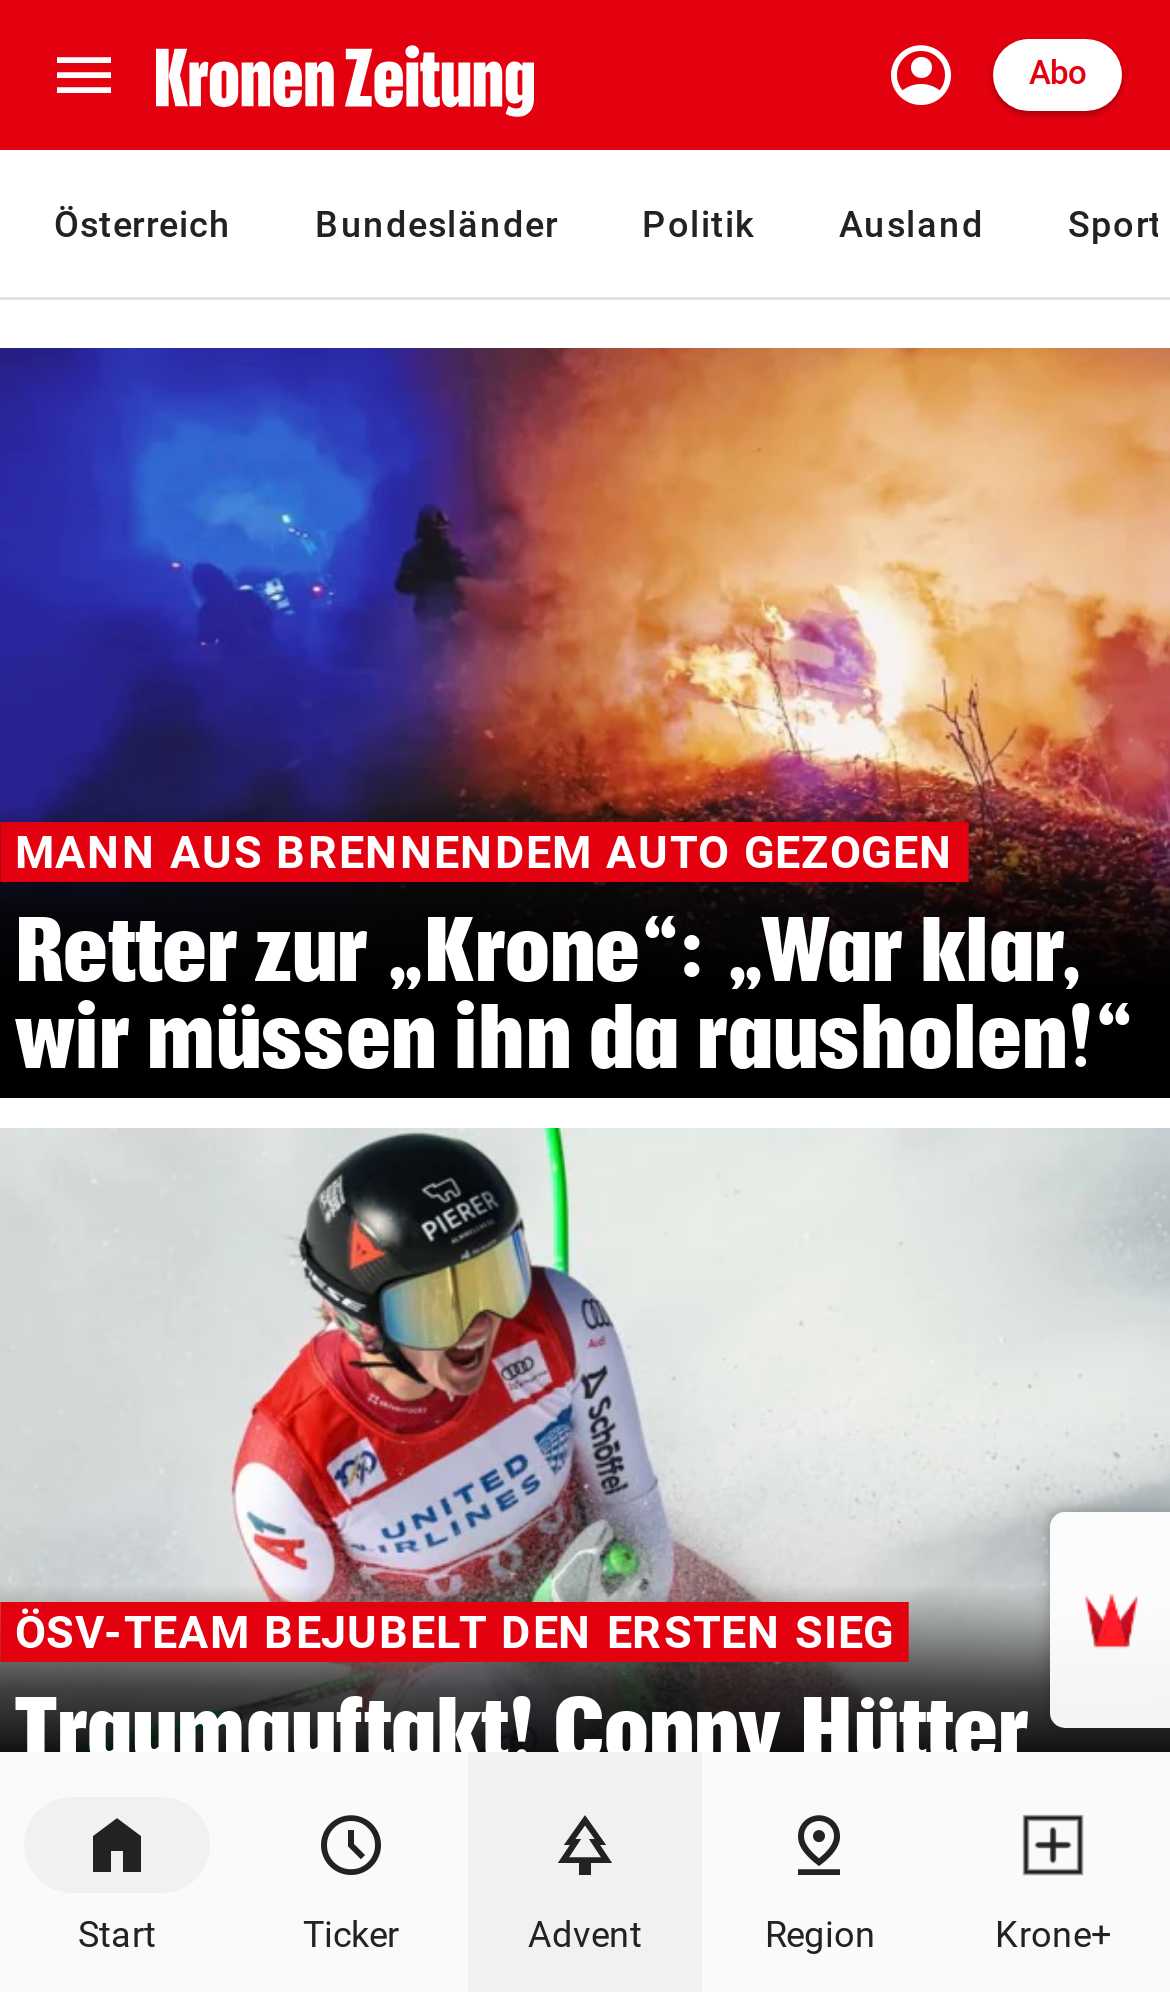 Kronen Zeitung
Abo
Österreich Bundesländer Politik Ausland Sport
MANN AUS BRENNENDEM AUTO GEZOGEN
Retter zur „Krone“: „War klar,
wir müssen ihn da rausholen!“
PIERER
Audi
Schöffel
UNITED
AIRLINES
A1
ÖSV-TEAM BEJUBELT DEN ERSTEN SIEG
Traumauftakt! Conny Hütter
Start Ticker Advent Region Krone+